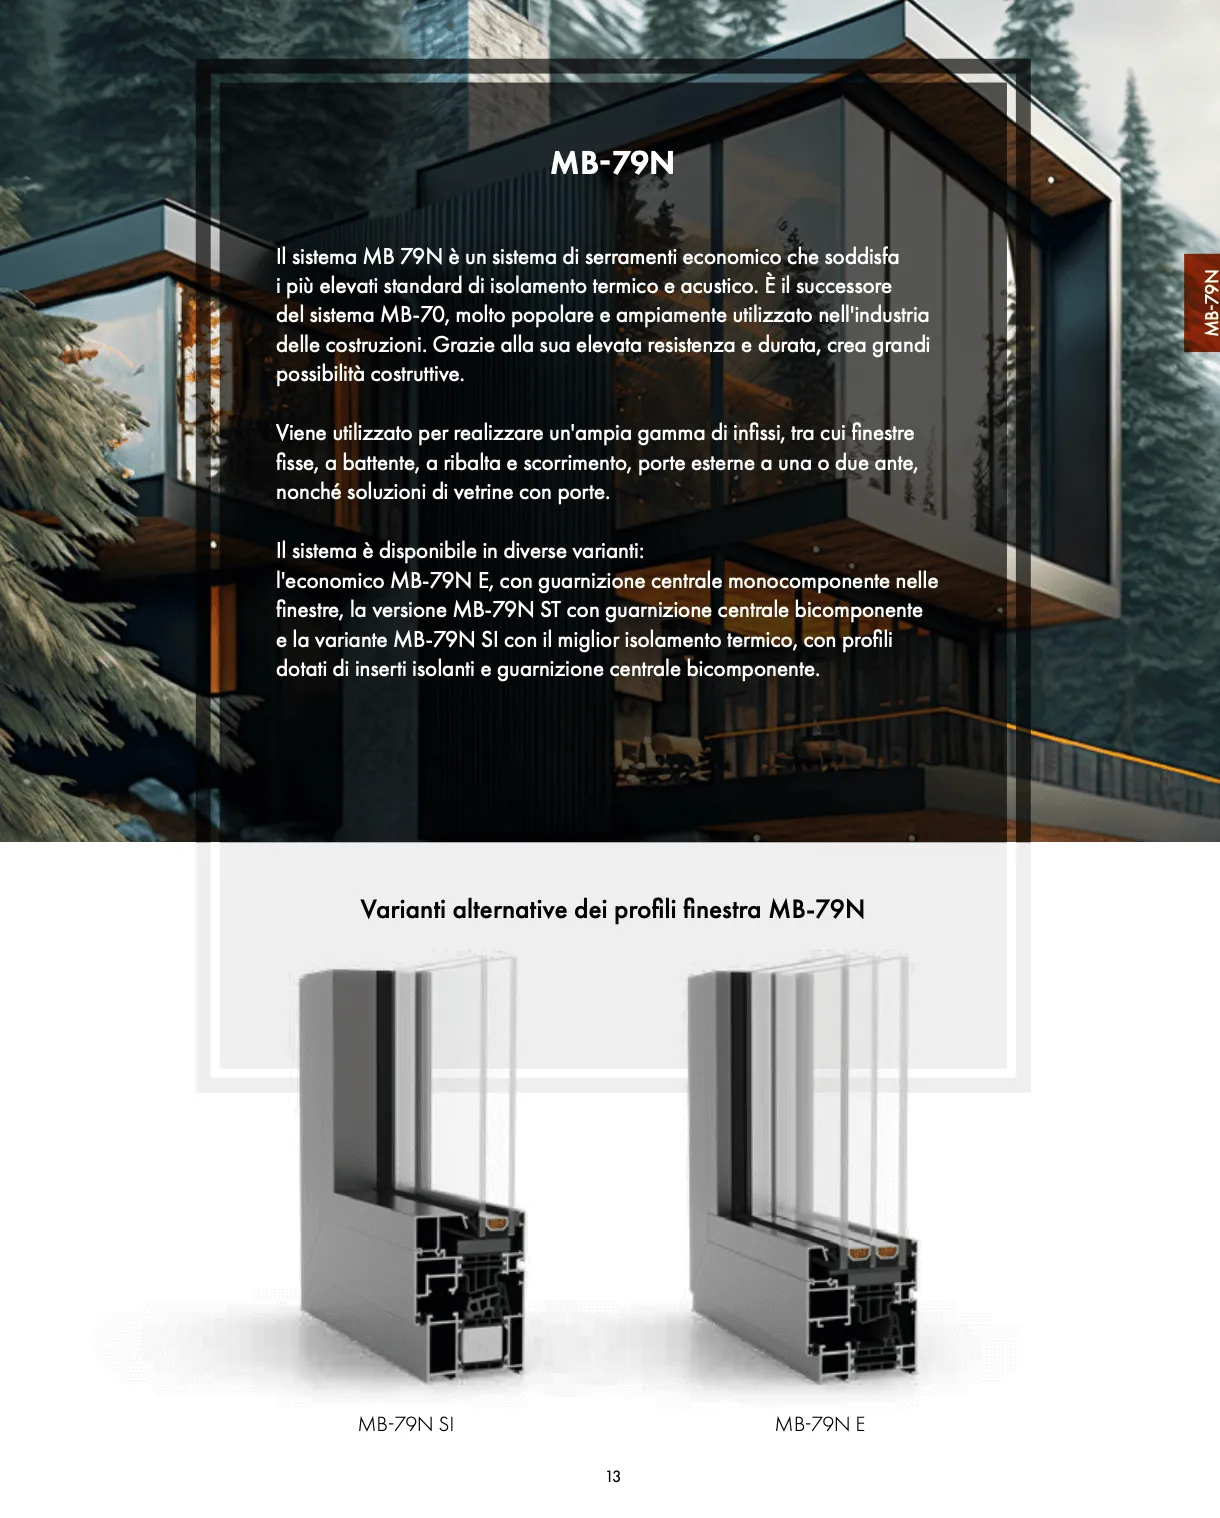 MB-79N
Il sistema MB 79N è un sistema di serramenti economico che soddisfa
i più elevati standard di isolamento termico e acustico. È il successore
del sistema MB-70, molto popolare e ampiamente utilizzato nell'industria
delle costruzioni. Grazie alla sua elevata resistenza e durata, crea grandi
possibilità costruttive.
Viene utilizzato per realizzare un'ampia gamma di infissi, tra cui finestre
fisse, a battente, a ribalta e scorrimento, porte esterne a una o due ante,
nonché soluzioni di vetrine con porte.
Il sistema è disponibile in diverse varianti:
l'economico MB-79N E, con guarnizione centrale monocomponente nelle
finestre, la versione MB-79N ST con guarnizione centrale bicomponente
e la variante MB-79N SI con il miglior isolamento termico, con profili
dotati di inserti isolanti e guarnizione centrale bicomponente.
MB-79N
Varianti alternative dei profili finestra MB-79N
MB-79N SI
MB-79N E
13